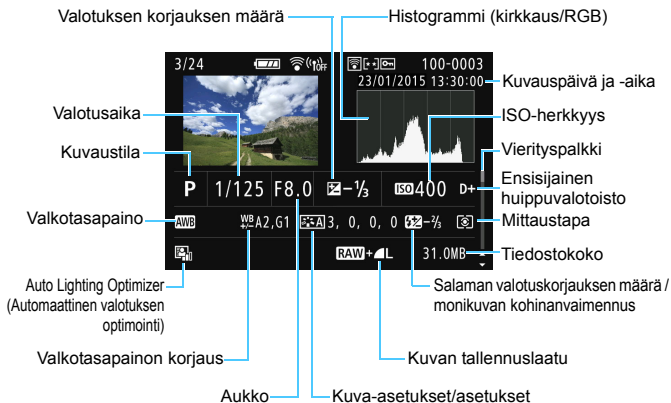 Valotuksen korjauksen määrä
Histogrammi (kirkkaus/RGB)
3/24
OFF
100-0003
23/01/2015 13:30:00
Kuvauspäivä ja -aika
Valotusaika
ISO-herkkyys
Kuvaustila
Vierityspalkki
P 1/125 F8.0 -1/3 ISO 400 D+
Ensisijainen
huippuvalotoisto
Valkotasapaino
AWB WB +/- A2,G1 A 3, 0, 0, 0 -2/3
Mittaustapa
RAW+L 31.0MB
Tiedostokoko
Auto Lighting Optimizer
(Automaattinen valotuksen
optimointi)
Salaman valotuskorjauksen määrä /
monikuvan kohinanvaimennus
Valkotasapainon korjaus
Kuvan tallennuslaatu
Aukko
Kuva-asetukset/asetukset